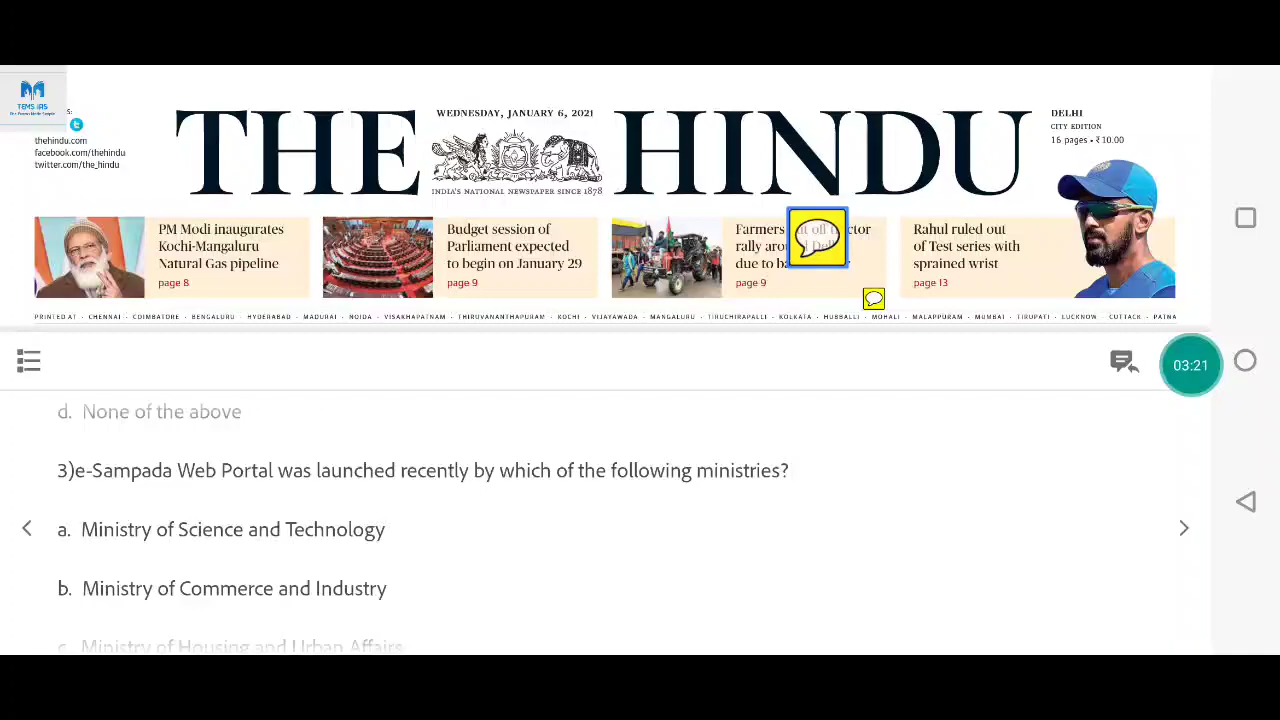 TEMS IAS
thehindu.com
facebook.com/thehindu
twitter.com/the_hindu
THE HINDU
WEDNESDAY, JANUARY 6, 2021
INDIA'S NATIONAL NEWSPAPER SINCE 1878
DELHI
CITY EDITION
16 pages • ₹10.00
PM Modi inaugurates
Kochi-Mangaluru
Natural Gas pipeline
page 8
Budget session of
Parliament expected
to begin on January 29
page 9
Farmers
rally
due to
page 9
Rahul ruled out
of Test series with
sprained wrist
page 13
PRINTED AT · CHENNAI · COIMBATORE · BENGALURU · HYDERABAD · MADURAI · NOIDA · VISAKHAPATNAM · THIRUVANANTHAPURAM · KOCHI · VIJAYAWADA · MANGALURU · TIRUCHIRAPALLI · KOLKATA · HUBBALLI · MOHALI · MALAPPURAM · MUMBAI · TIRUPATI · LUCKNOW · CUTTACK · PATNA
03:21
d. None of the above
3)e-Sampada Web Portal was launched recently by which of the following ministries?
a. Ministry of Science and Technology
b. Ministry of Commerce and Industry
c. Ministry of Housing and Urban Affairs